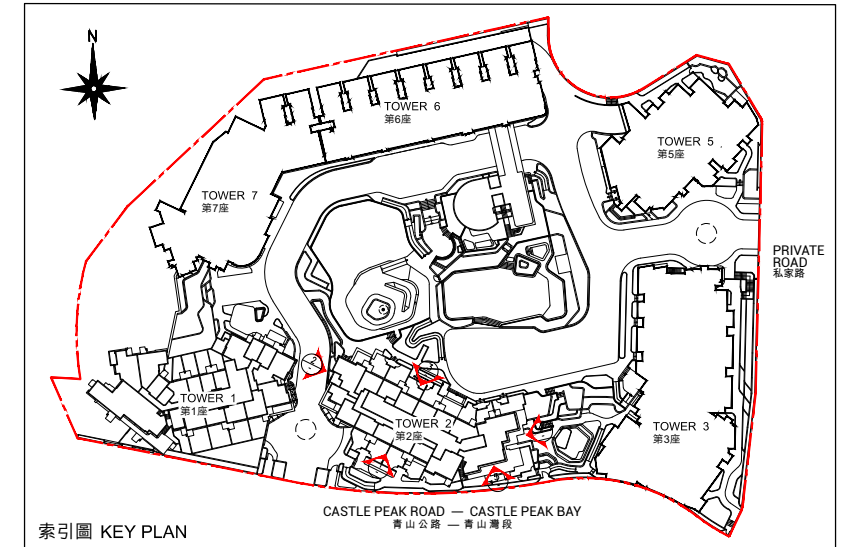 N
TOWER 6
第6座
TOWER 5
第5座
TOWER 7
第7座
PRIVATE
ROAD
私家路
TOWER 1
第1座
2
TOWER 2
第2座
TOWER 3
第3座
CASTLE PEAK ROAD — CASTLE PEAK BAY
青山公路 — 青山灣段
索引圖 KEY PLAN